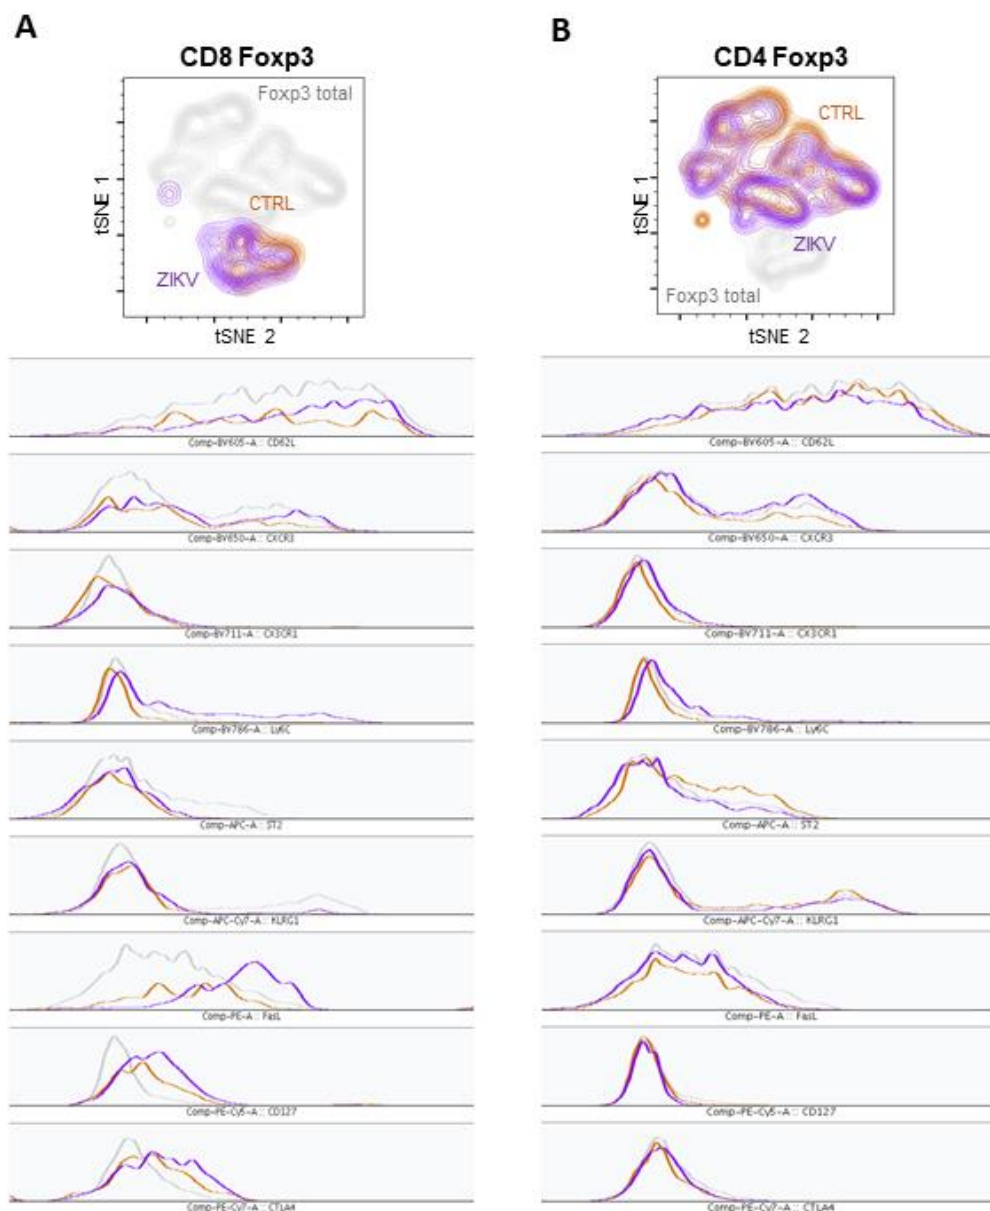 A
CD8 Foxp3
Foxp3 total
CTRL
ZIKV
tSNE 1
tSNE 2
Comp-BV605-A :: CD62L
Comp-BV650-A :: CXCR3
Comp-BV711-A :: CX3CR1
Comp-BV786-A :: Ly6C
Comp-APC-A :: ST2
Comp-APC-Cy7-A :: KLRG1
Comp-PE-A :: FasL
Comp-PE-Cy5-A :: CD127
Comp-PE-Cy7-A :: CTLA4
B
CD4 Foxp3
CTRL
ZIKV
Foxp3 total
tSNE 1
tSNE 2
Comp-BV605-A :: CD62L
Comp-BV650-A :: CXCR3
Comp-BV711-A :: CX3CR1
Comp-BV786-A :: Ly6C
Comp-APC-A :: ST2
Comp-APC-Cy7-A :: KLRG1
Comp-PE-A :: FasL
Comp-PE-Cy5-A :: CD127
Comp-PE-Cy7-A :: CTLA4